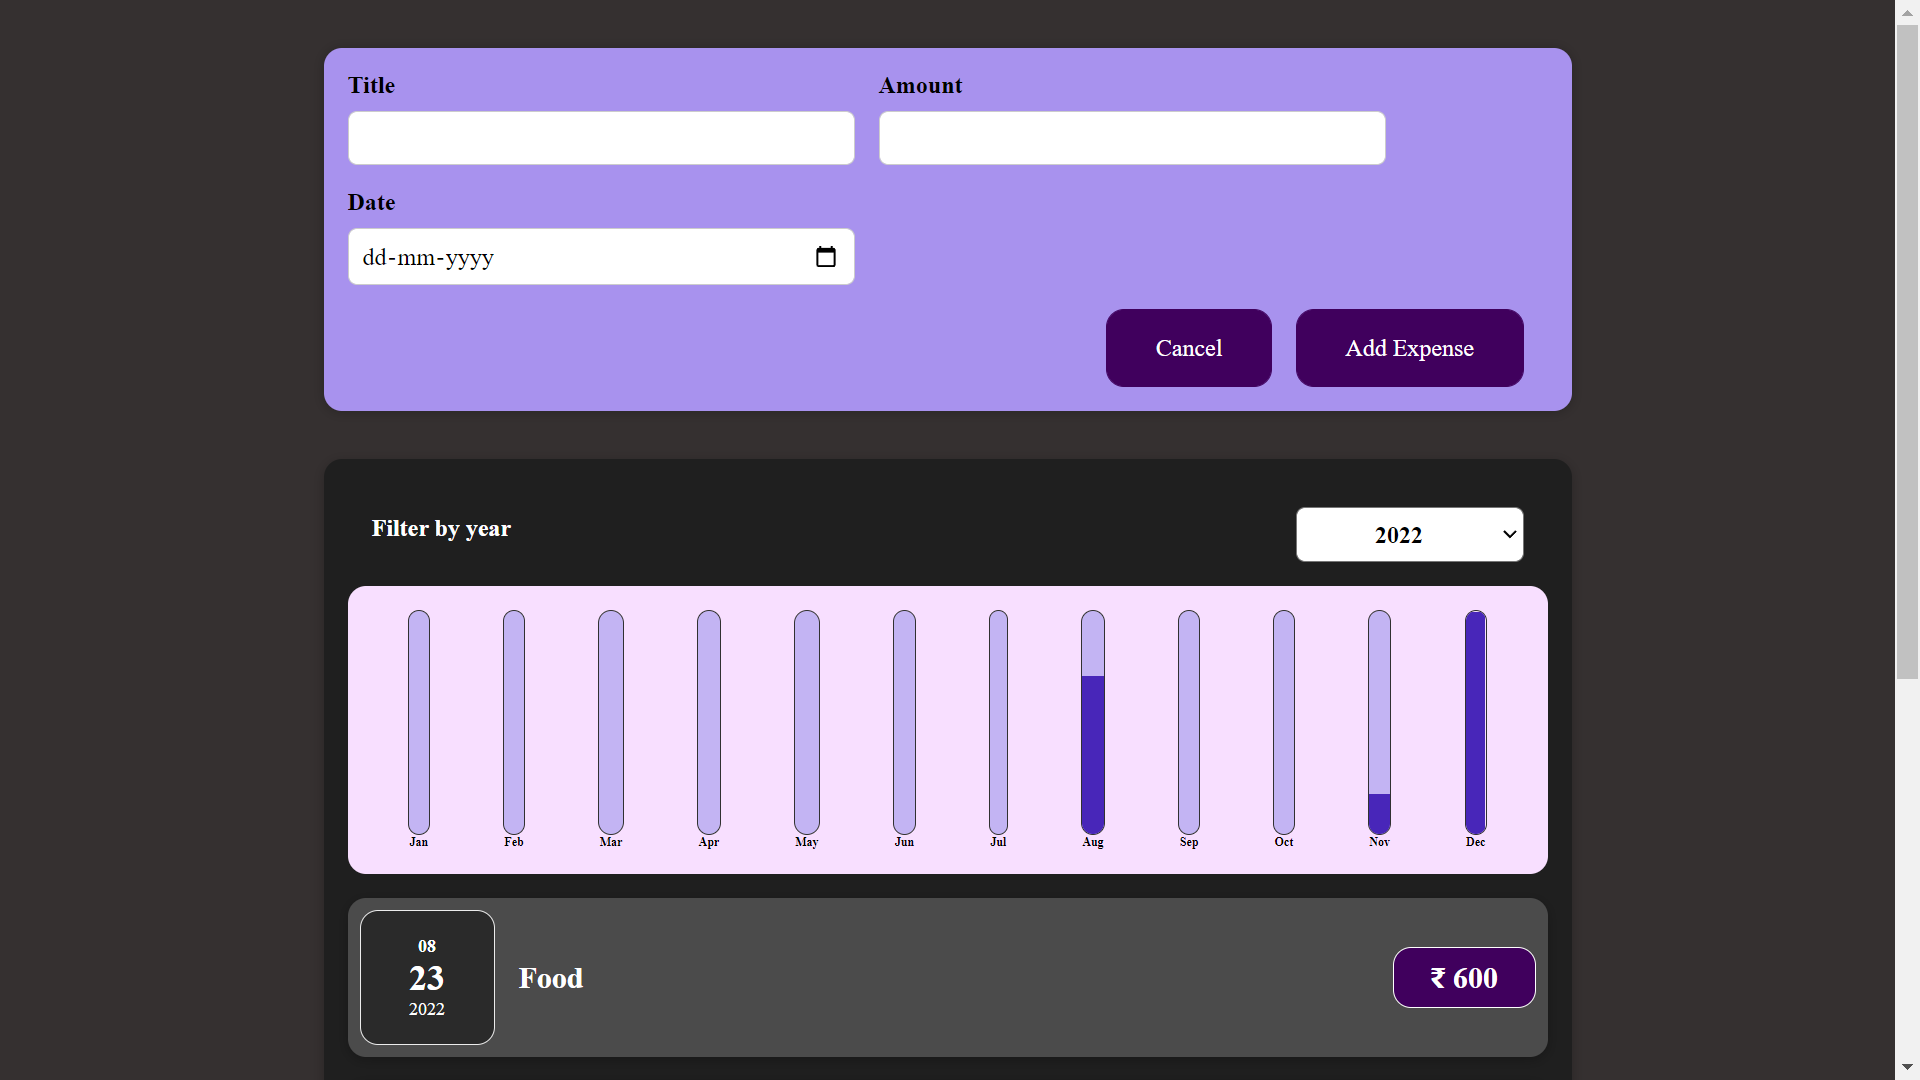 Title
Amount
Date
dd-mm-yyyy
Cancel
Add Expense
Filter by year
2022
Jan
Feb
Mar
Apr
May
Jun
Jul
Aug
Sep
Oct
Nov
Dec
08
23
2022
Food
₹ 600